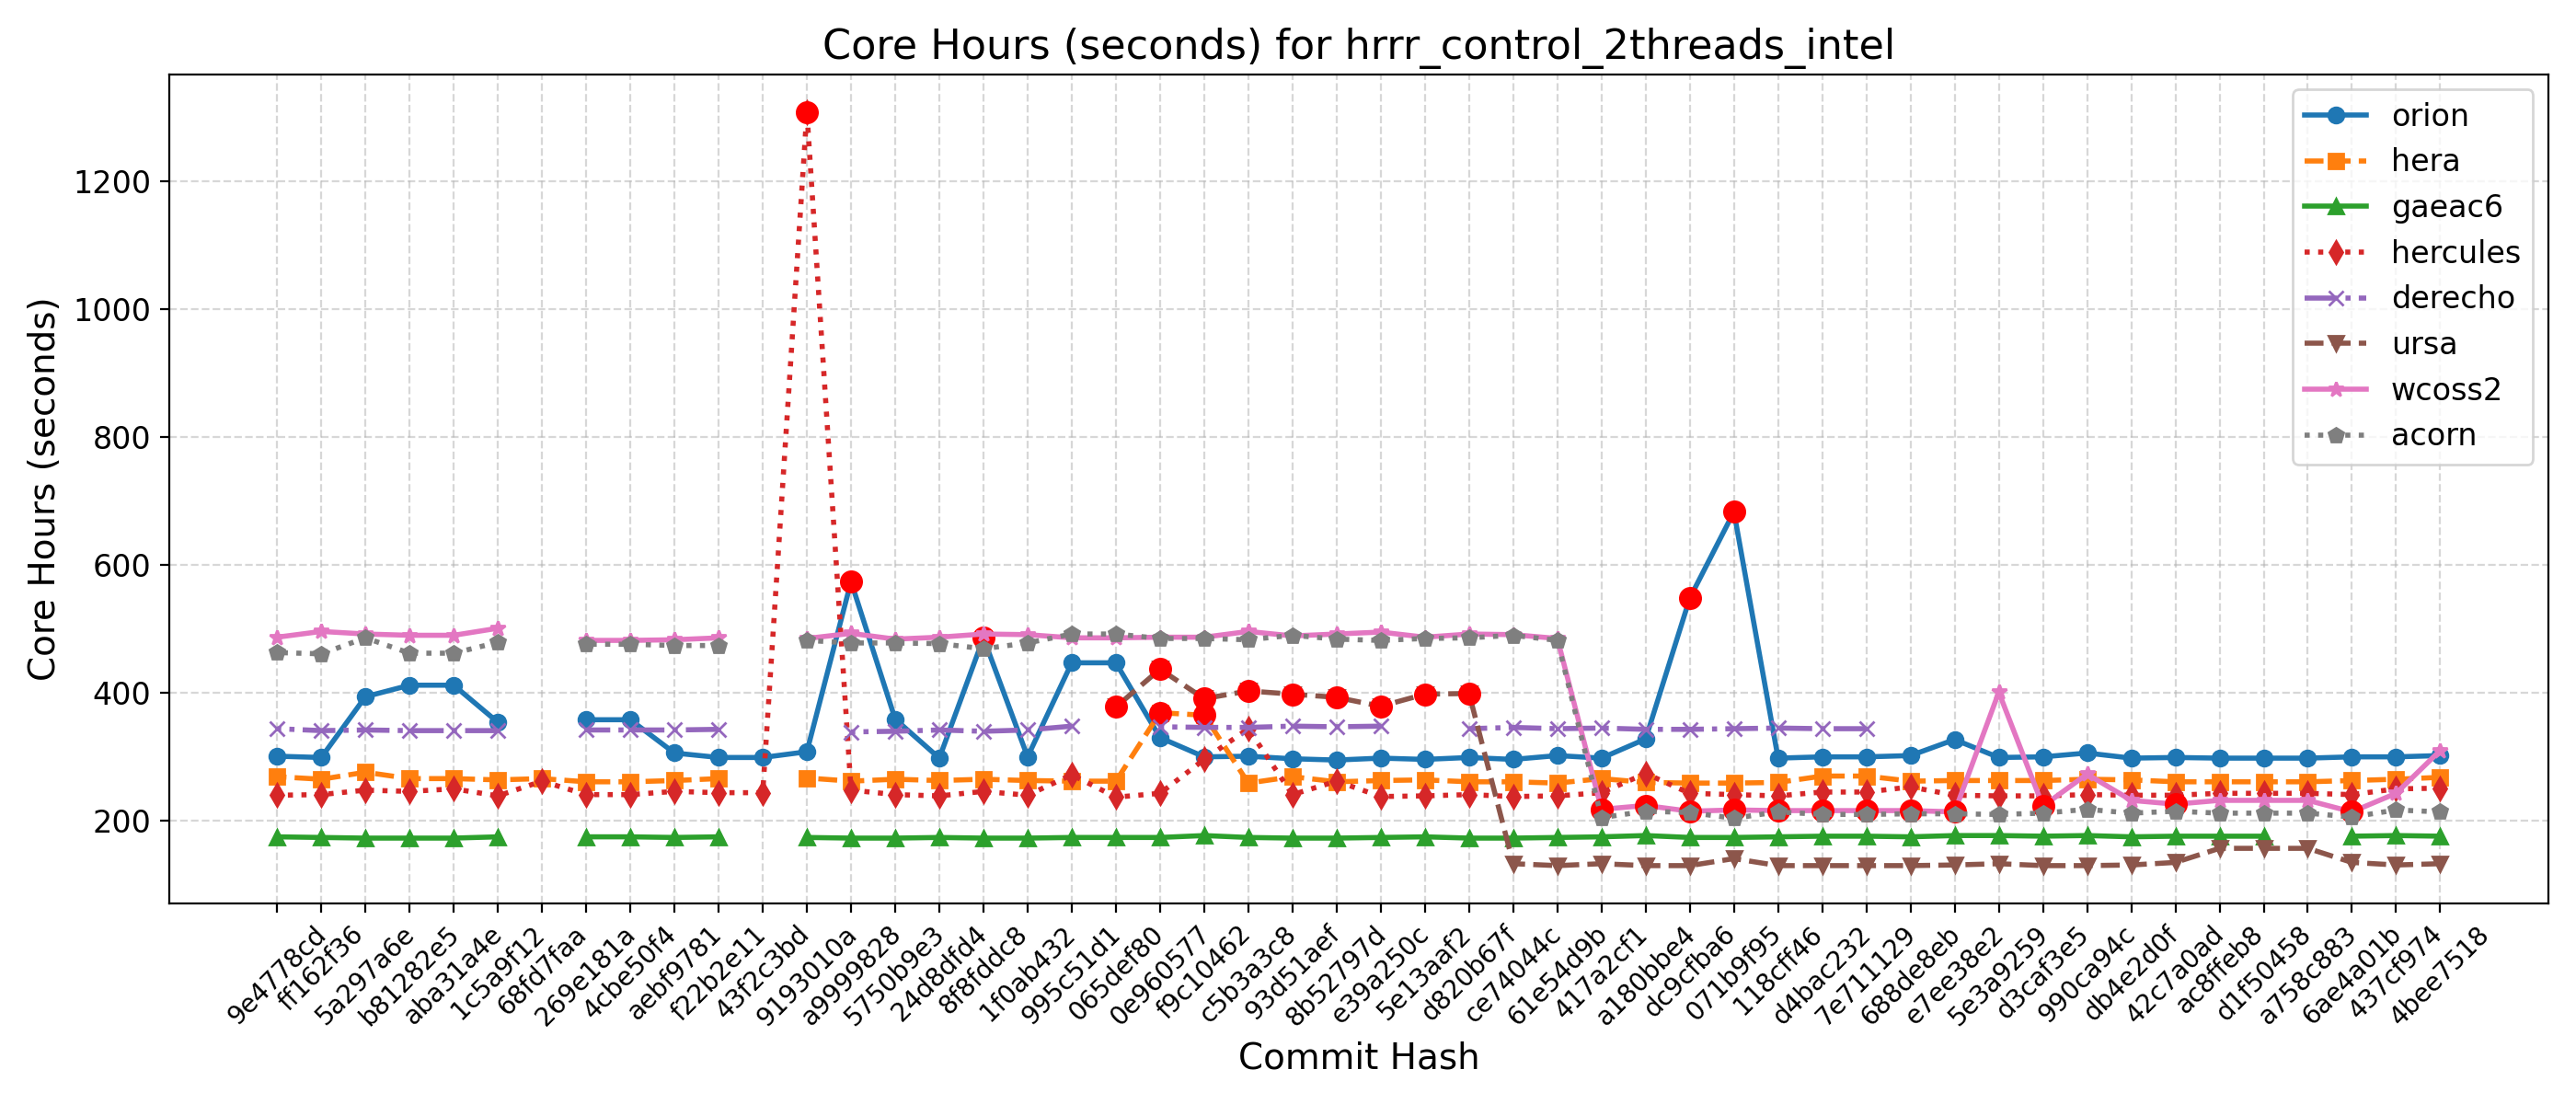 Core Hours (seconds) for hrrr_control_2threads_intel
Core Hours (seconds)
1200
1000
800
600
400
200
orion
hera
gaeac6
hercules
derecho
ursa
wcoss2
acorn
9e4778cd
ff162f36
5a297a6e
b81282e5
aba31a4e
1c5a9f12
68fd7faa
269e181a
4cbe50f4
aebf9781
f22b2e11
43f2c3bd
9193010a
a9999828
5750b9e3
24d8dfd4
8f8fddc8
1f0ab432
995c51d1
065def80
0e960577
f9c10462
c5b3a3c8
93d51aef
8b52797d
e39a250c
5e13aaf2
d820b67f
ce74044c
61e54d9b
417a2cf1
a180bbe4
dc9cfba6
071b9f95
118cff46
d4bac232
7e711129
688de8eb
e7ee38e2
5e3a9259
d3caf3e5
990ca94c
db4e2d0f
42c7a0ad
ac8ffeb8
d1f50458
a758c883
6ae4a01b
437cf974
4bee7518
Commit Hash